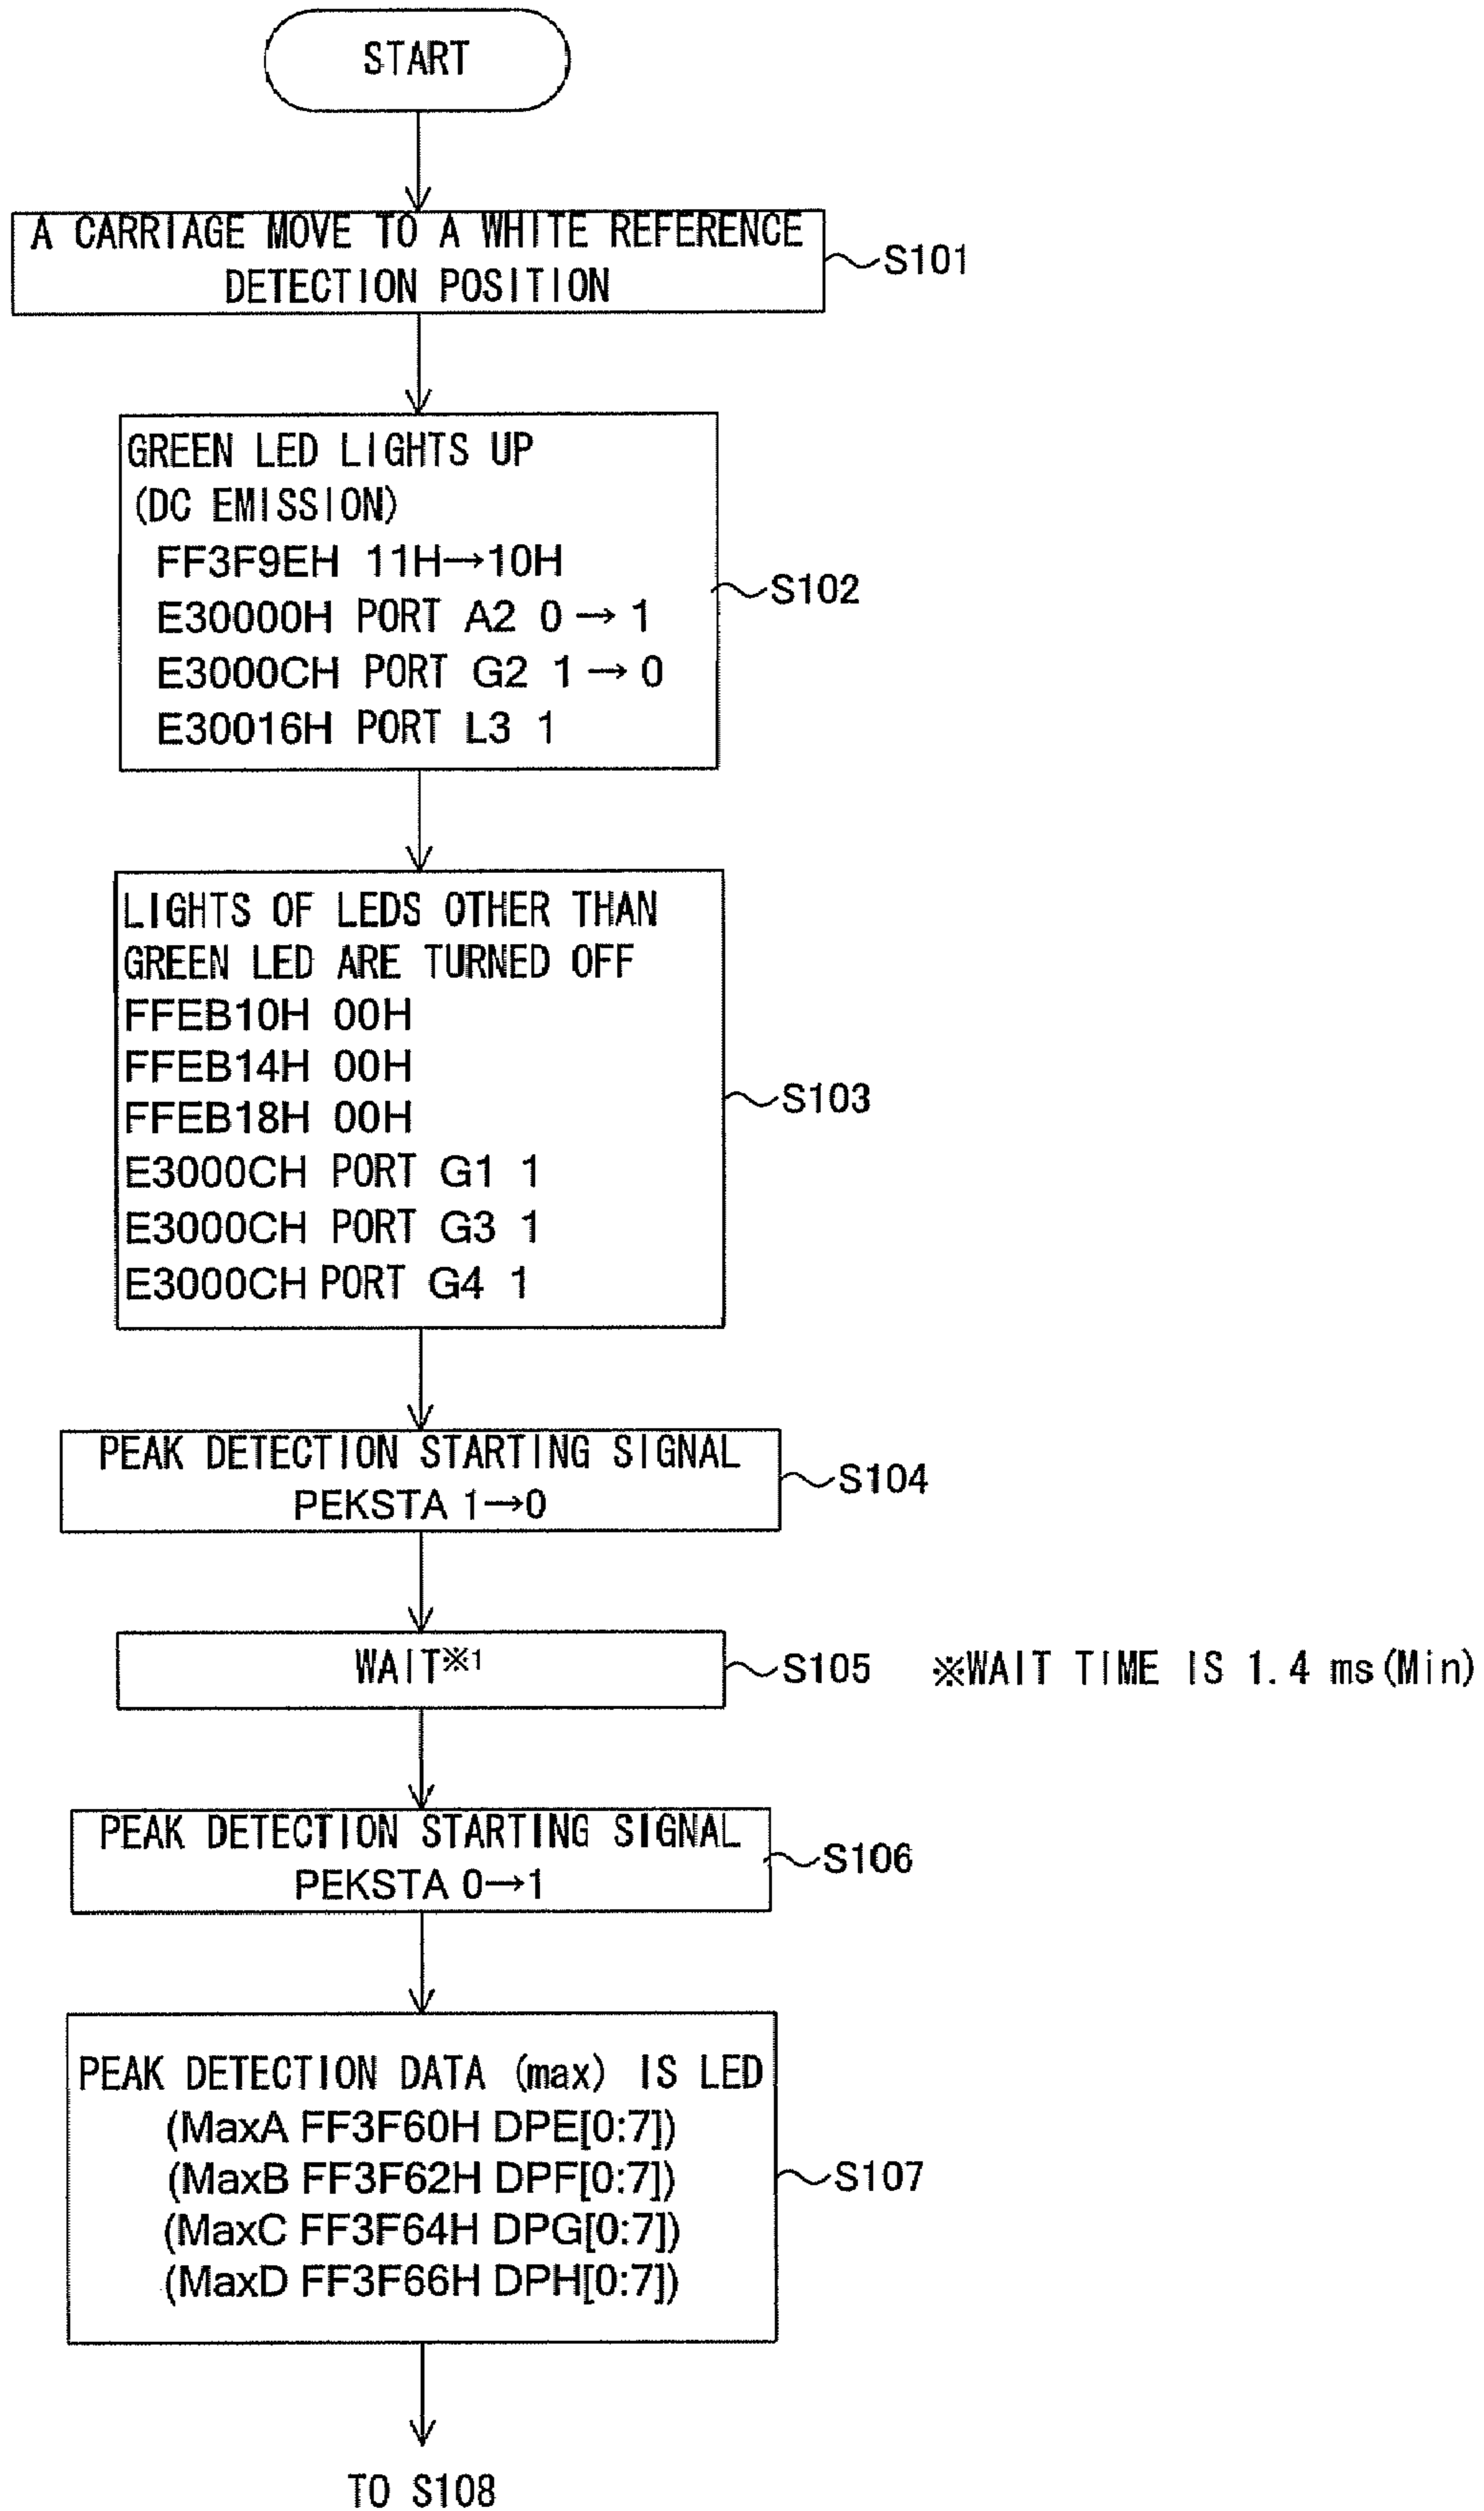 START
A CARRIAGE MOVE TO A WHITE REFERENCE
DETECTION POSITION
S101
GREEN LED LIGHTS UP
(DC EMISSION)
FF3F9EH 11H→10H
E30000H PORT A2 0→1
E3000CH PORT G2 1→0
E30016H PORT L3 1
S102
LIGHTS OF LEDS OTHER THAN
GREEN LED ARE TURNED OFF
FFEB10H 00H
FFEB14H 00H
FFEB18H 00H
E3000CH PORT G1 1
E3000CH PORT G3 1
E3000CH PORT G4 1
S103
PEAK DETECTION STARTING SIGNAL
PEKSTA 1→0
S104
WAIT※1
S105
※WAIT TIME IS 1.4 ms(Min)
PEAK DETECTION STARTING SIGNAL
PEKSTA 0→1
S106
PEAK DETECTION DATA (max) IS LED
(MaxA FF3F60H DPE[0:7])
(MaxB FF3F62H DPF[0:7])
(MaxC FF3F64H DPG[0:7])
(MaxD FF3F66H DPH[0:7])
S107
TO S108